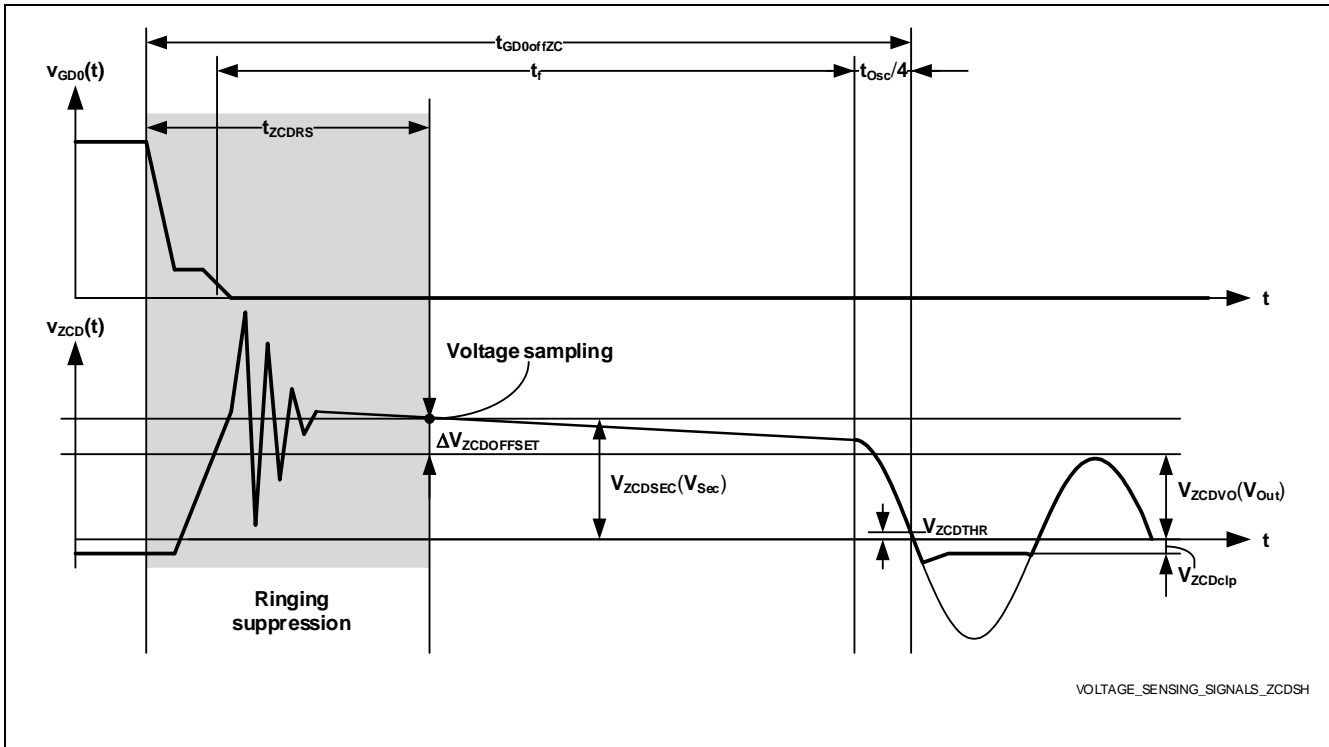 tGD0offZC
vGD0(t)
tf
tOsc/4
tZCDRS
t
vZCD(t)
Voltage sampling
ΔVZCDOFFSET
VZCDSEC(VSec)
VZCDVO(VOut)
VZCDTHR
t
VZCDclp
Ringing
suppression
VOLTAGE_SENSING_SIGNALS_ZCDSH